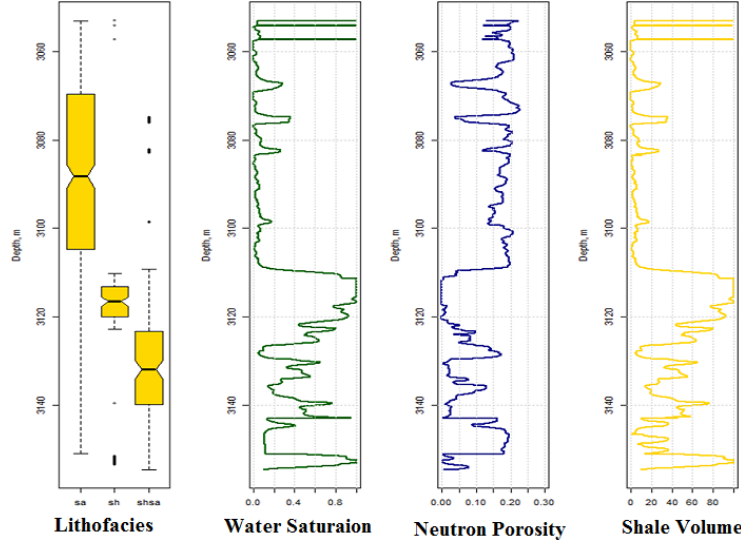 Depth, m
3060
3080
3100
3120
3140
sa
sh
shsa
Lithofacies
Depth, m
3060
3080
3100
3120
3140
0.0
0.4
0.8
Water Saturaion
Depth, m
3060
3080
3100
3120
3140
0.00
0.10
0.20
0.30
Neutron Porosity
Depth, m
3060
3080
3100
3120
3140
0
20
40
60
80
Shale Volume